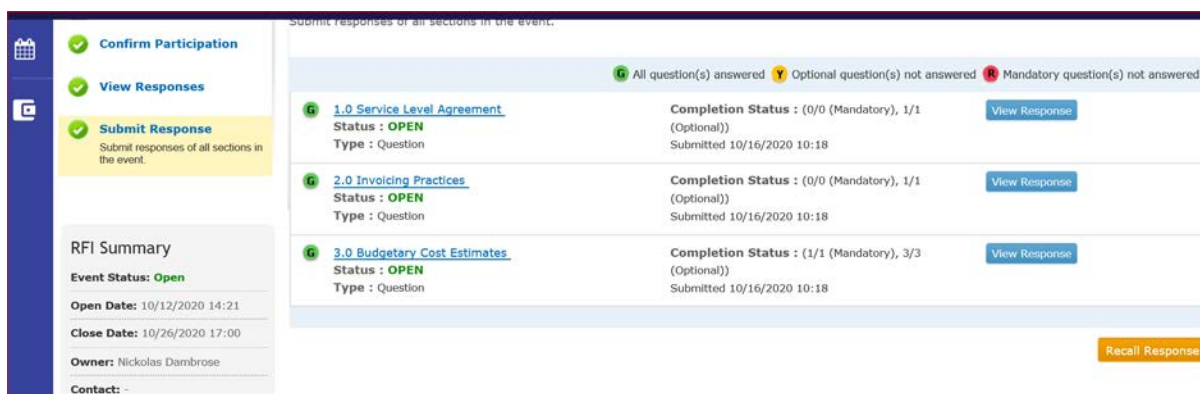 Submit responses of all sections in the event.
Confirm Participation
View Responses
Submit Response
Submit responses of all sections in
the event.
RFI Summary
Event Status: Open
Open Date: 10/12/2020 14:21
Close Date: 10/26/2020 17:00
Owner: Nickolas Dambrose
Contact: -
G All question(s) answered Y Optional question(s) not answered R Mandatory question(s) not answered
G 1.0 Service Level Agreement
Status : OPEN
Type : Question
Completion Status : (0/0 (Mandatory), 1/1
(Optional))
Submitted 10/16/2020 10:18
View Response
G 2.0 Invoicing Practices
Status : OPEN
Type : Question
Completion Status : (0/0 (Mandatory), 1/1
(Optional))
Submitted 10/16/2020 10:18
View Response
G 3.0 Budgetary Cost Estimates
Status : OPEN
Type : Question
Completion Status : (1/1 (Mandatory), 3/3
(Optional))
Submitted 10/16/2020 10:18
View Response
Recall Response